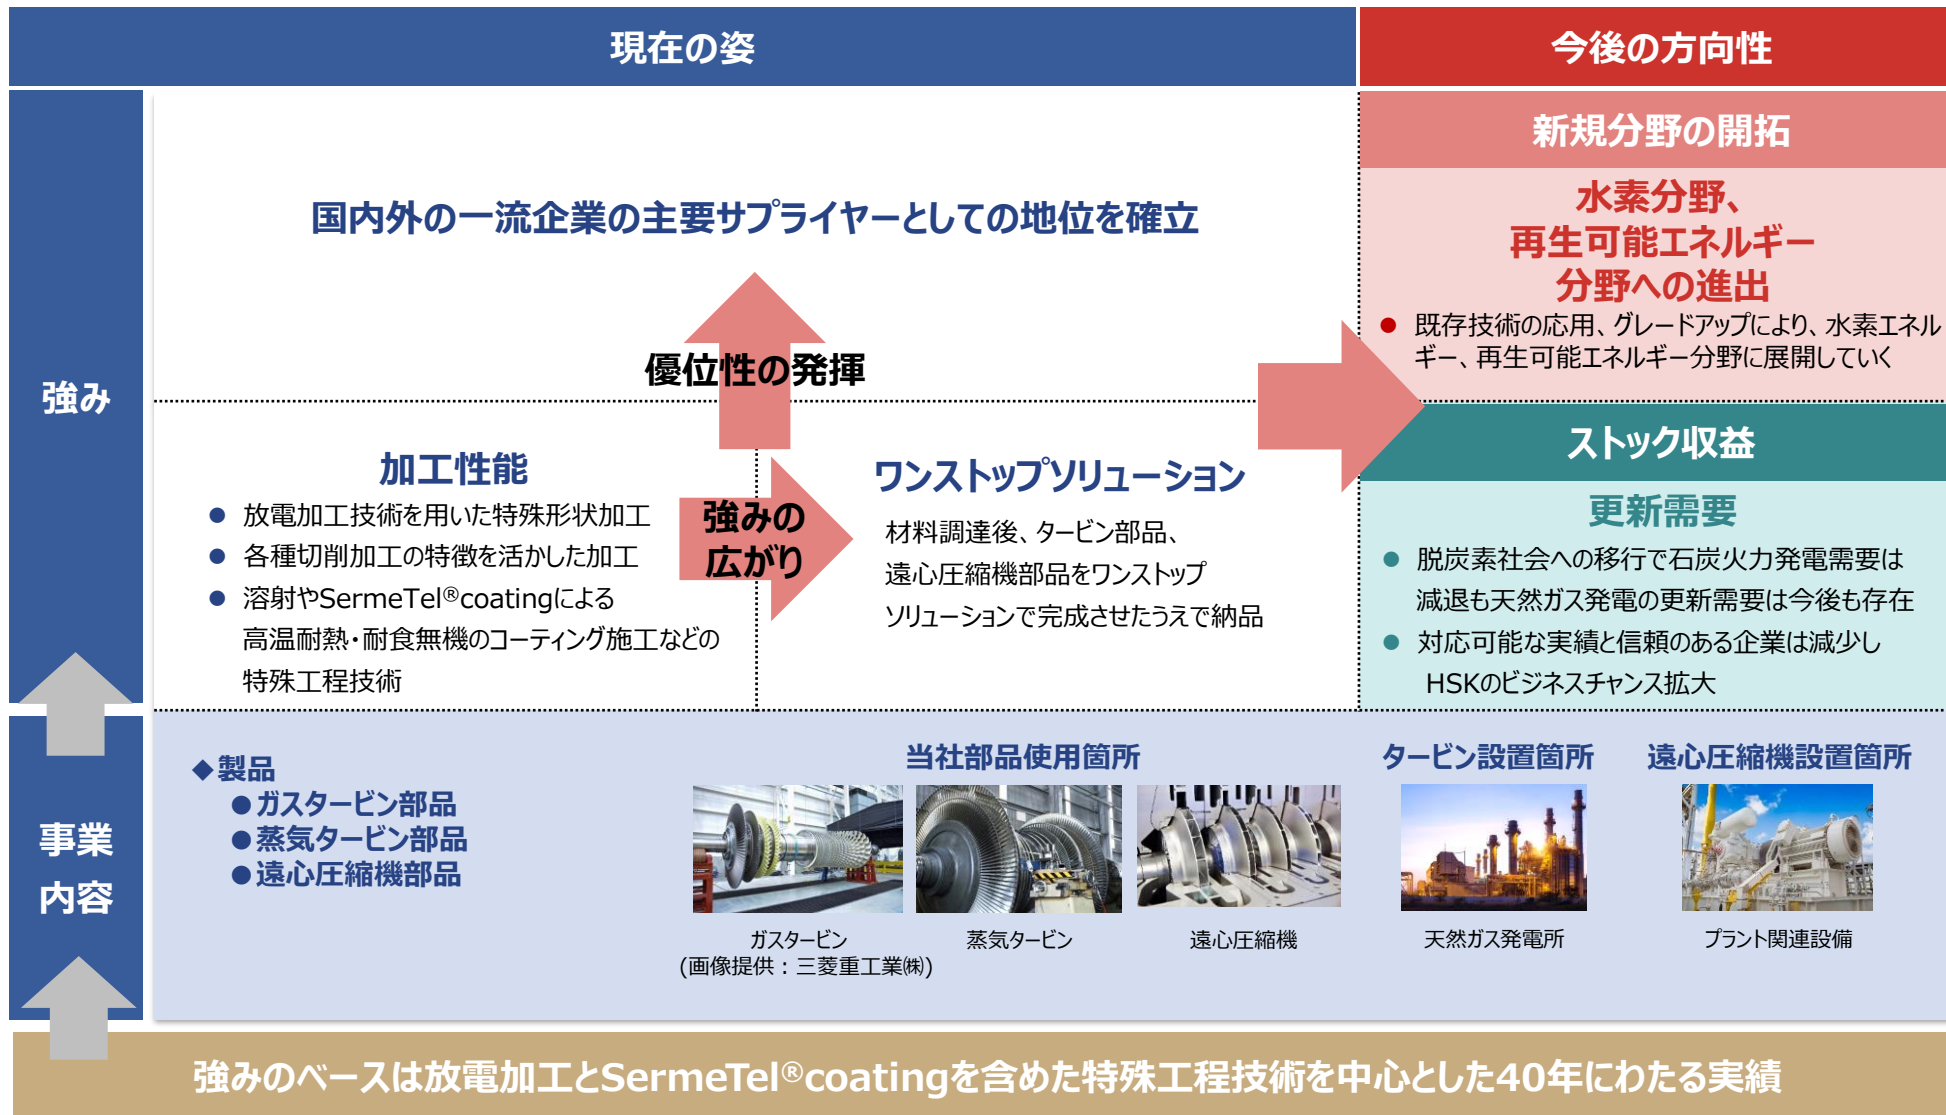 現在の姿
今後の方向性
強み
国内外の一流企業の主要サプライヤーとしての地位を確立
優位性の発揮
加工性能
● 放電加工技術を用いた特殊形状加工
● 各種切削加工の特徴を活かした加工
● 溶射やSermeTel®coatingによる
高温耐熱・耐食無機のコーティング施工などの
特殊工程技術
強みの
広がり
ワンストップソリューション
材料調達後、タービン部品、
遠心圧縮機部品をワンストップ
ソリューションで完成させたうえで納品
新規分野の開拓
水素分野、
再生可能エネルギー
分野への進出
● 既存技術の応用、グレードアップにより、水素エネル
ギー、再生可能エネルギー分野に展開していく
ストック収益
更新需要
● 脱炭素社会への移行で石炭火力発電需要は
減退も天然ガス発電の更新需要は今後も存在
● 対応可能な実績と信頼のある企業は減少し
HSKのビジネスチャンス拡大
事業
内容
◆製品
●ガスタービン部品
●蒸気タービン部品
●遠心圧縮機部品
当社部品使用箇所
ガスタービン
(画像提供：三菱重工業㈱)
蒸気タービン
遠心圧縮機
タービン設置箇所
天然ガス発電所
遠心圧縮機設置箇所
プラント関連設備
強みのベースは放電加工とSermeTel®coatingを含めた特殊工程技術を中心とした40年にわたる実績